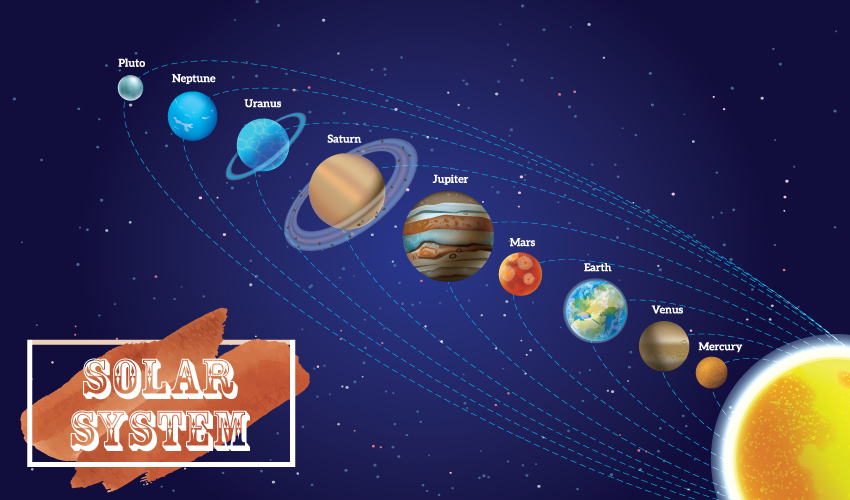 Pluto
Neptune
Uranus
Saturn
Jupiter
Mars
Earth
Venus
Mercury
SOLAR
SYSTEM